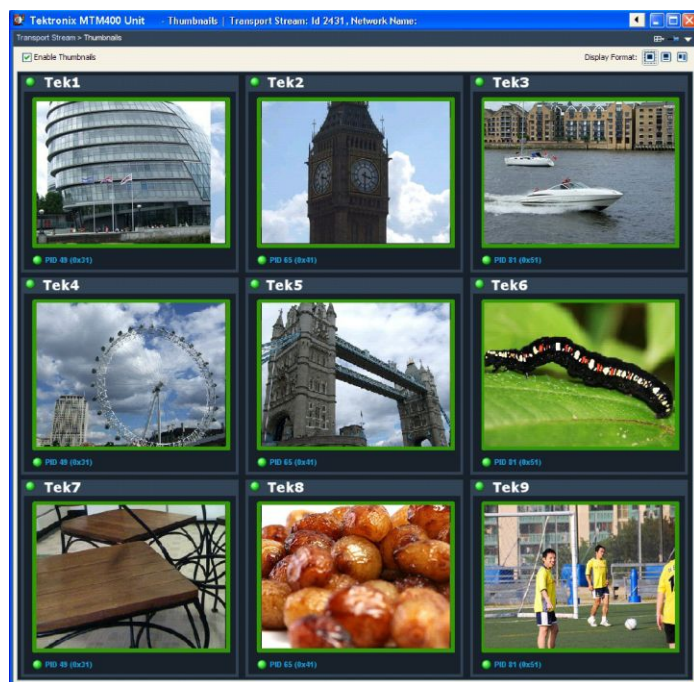 Tektronix MTM400 Unit - Thumbnails | Transport Stream: Id 2431, Network Name:
Transport Stream > Thumbnails
Enable Thumbnails Display Format:
Tek1 Tek2 Tek3
PID 49 (0x31) PID 65 (0x41) PID 81 (0x51)
Tek4 Tek5 Tek6
PID 49 (0x31) PID 65 (0x41) PID 81 (0x51)
Tek7 Tek8 Tek9
PID 49 (0x31) PID 65 (0x41) PID 81 (0x51)